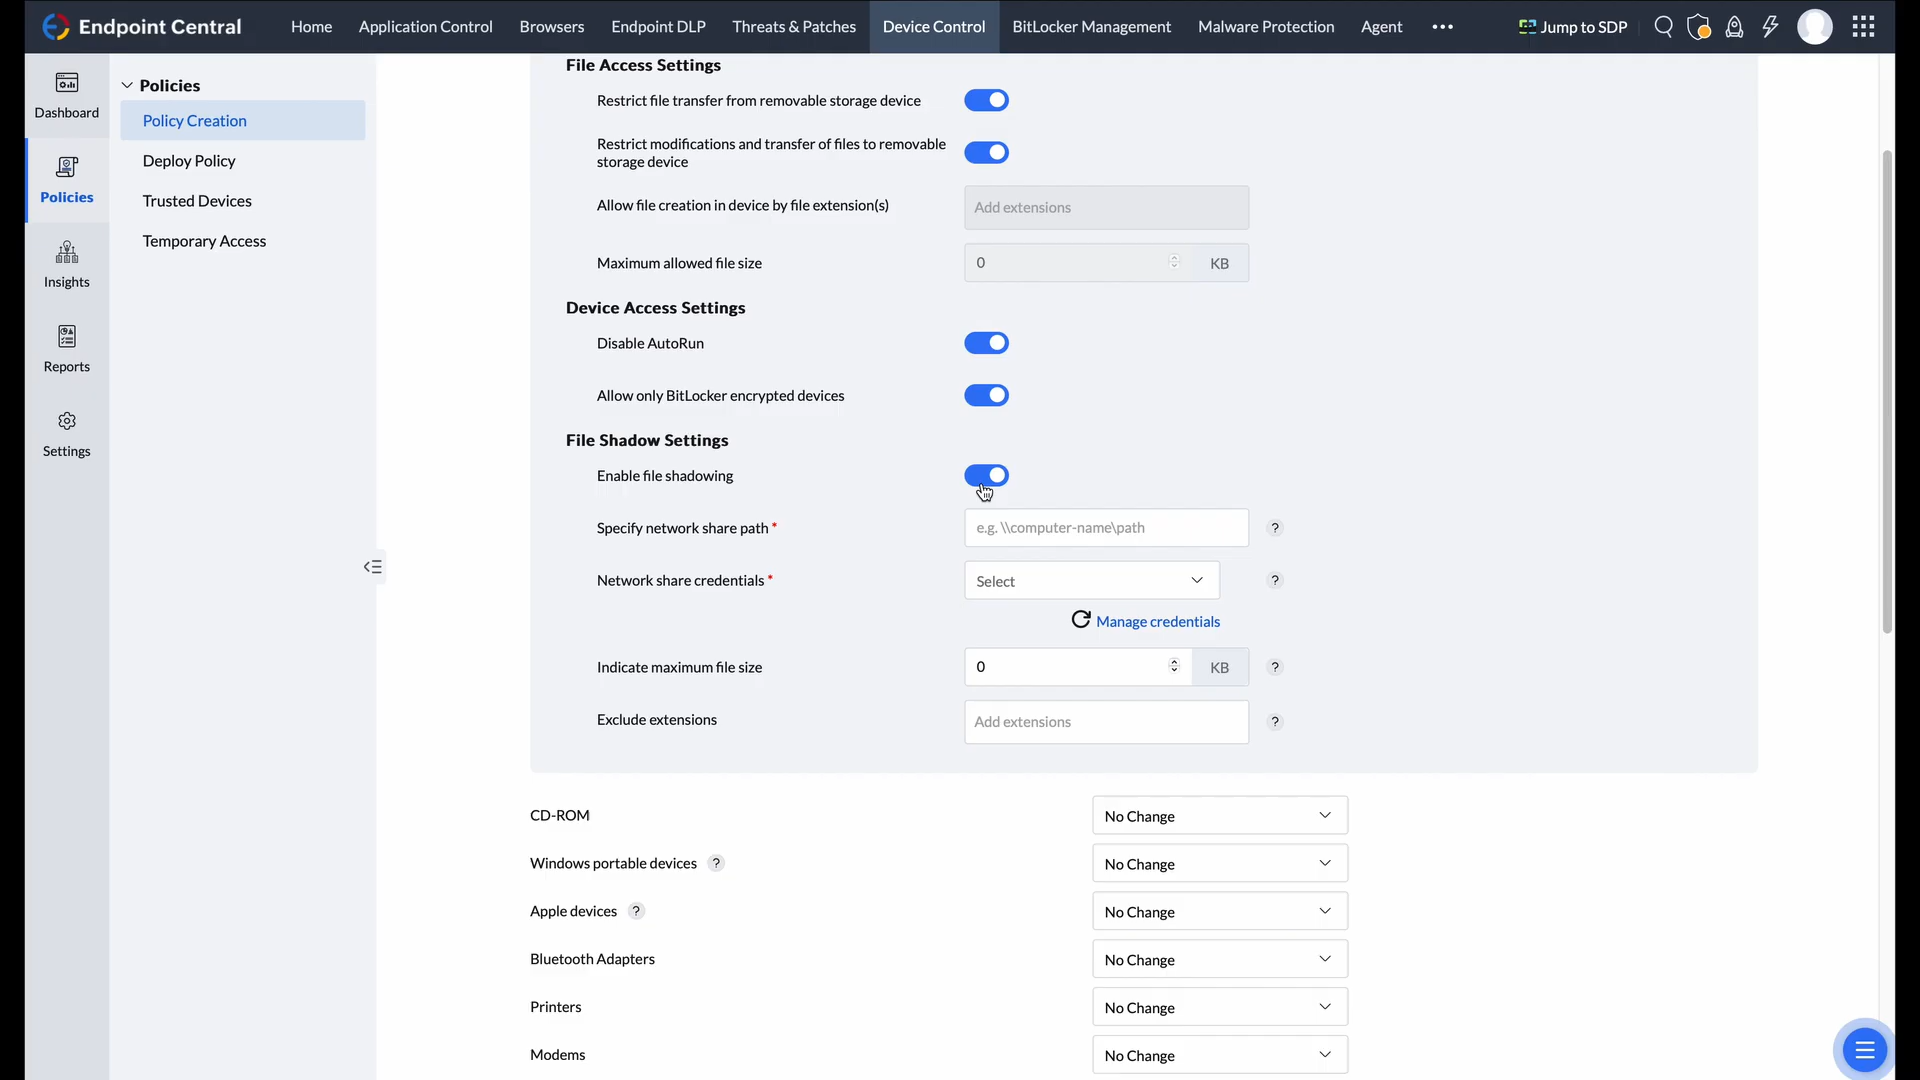 Endpoint Central
Home Application Control Browsers Endpoint DLP Threats & Patches Device Control BitLocker Management Malware Protection Agent ••• Jump to SDP
Dashboard
Policies
Insights
Reports
Settings
Policies
Policy Creation
Deploy Policy
Trusted Devices
Temporary Access
File Access Settings
Restrict file transfer from removable storage device
Restrict modifications and transfer of files to removable
storage device
Allow file creation in device by file extension(s) Add extensions
Maximum allowed file size 0 KB
Device Access Settings
Disable AutoRun
Allow only BitLocker encrypted devices
File Shadow Settings
Enable file shadowing
Specify network share path * e.g. \\computer-name\path ?
Network share credentials * Select ?
Manage credentials
Indicate maximum file size 0 KB ?
Exclude extensions Add extensions ?
CD-ROM No Change
Windows portable devices ? No Change
Apple devices ? No Change
Bluetooth Adapters No Change
Printers No Change
Modems No Change